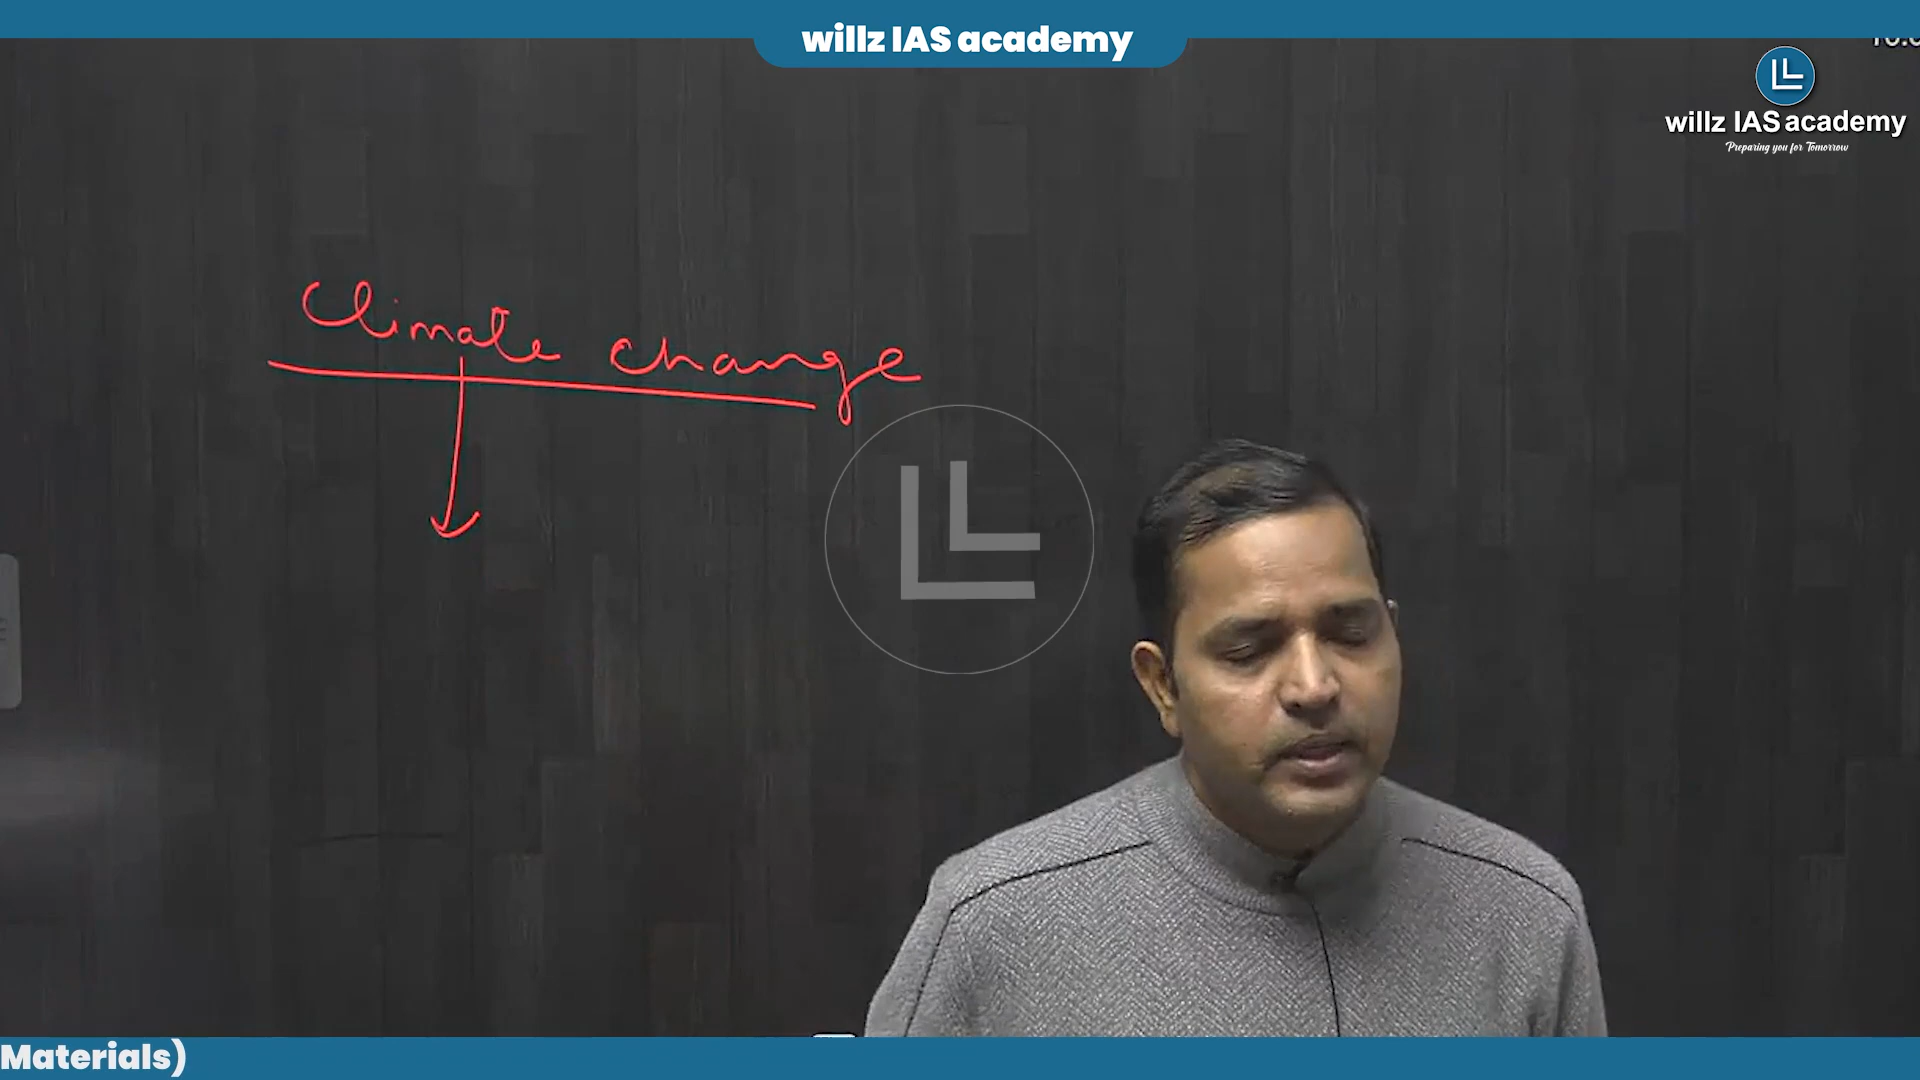 willz IAS academy
willz IAS academy
Preparing you for Tomorrow
Climate change
Materials)